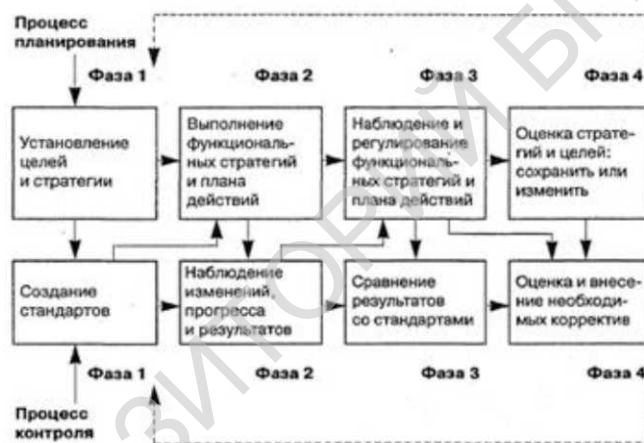 Процесс
планирования
Фаза 1
Фаза 2
Фаза 3
Фаза 4
Установление
целей
и стратегии
Выполнение
функциональ-
ных стратегий
и плана
действий
Наблюдение и
регулирование
функциональ-
ных стратегий и
плана действий
Оценка страте-
гий и целей:
сохранить или
изменить
Создание
стандартов
Наблюдение
изменений,
прогресса
и результатов
Сравнение
результатов
со стандартами
Оценка и внесе-
ние необходи-
мых корректив
Фаза 1
Фаза 2
Фаза 3
Фаза 4
Процесс
контроля